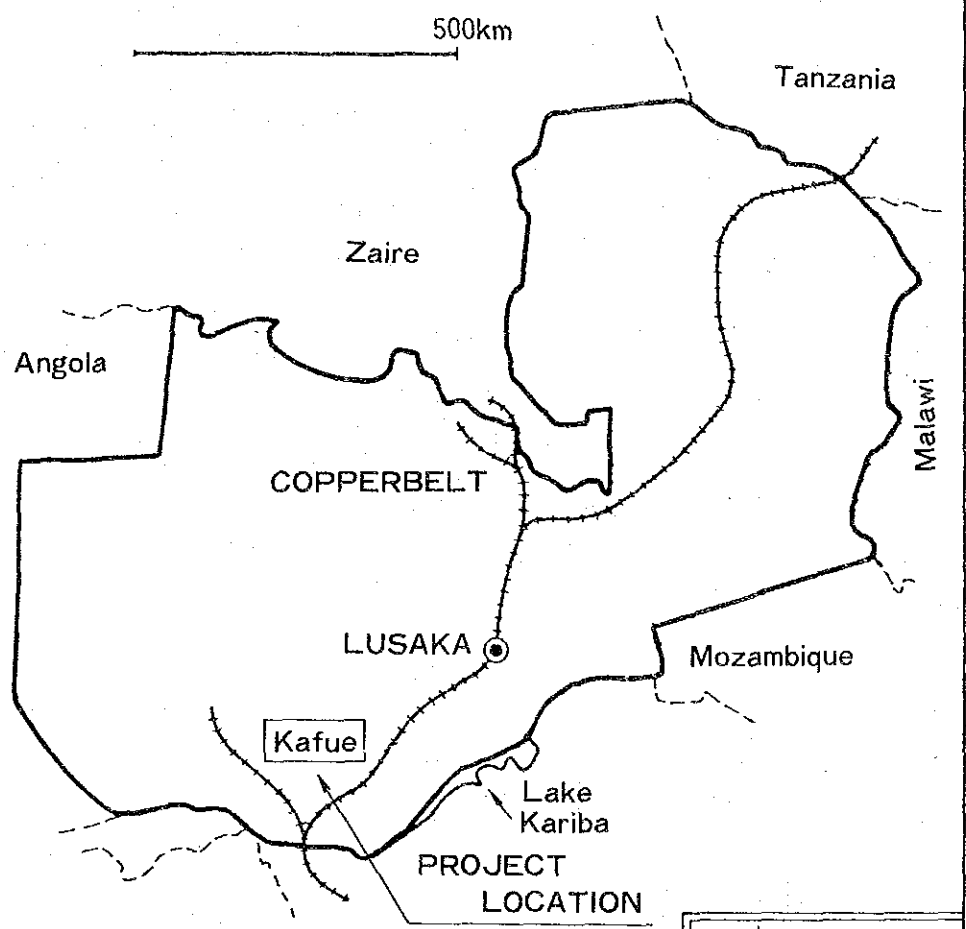 500km
Tanzania
Zaire
Angola
Malawi
COPPERBELT
LUSAKA
Mozambique
Kafue
Lake
Kariba
PROJECT
LOCATION